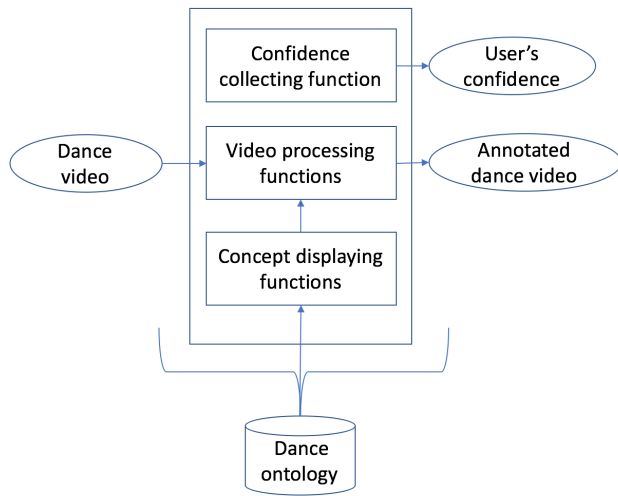 Confidence
collecting function
User's
confidence
Dance
video
Video processing
functions
Annotated
dance video
Concept displaying
functions
Dance
ontology